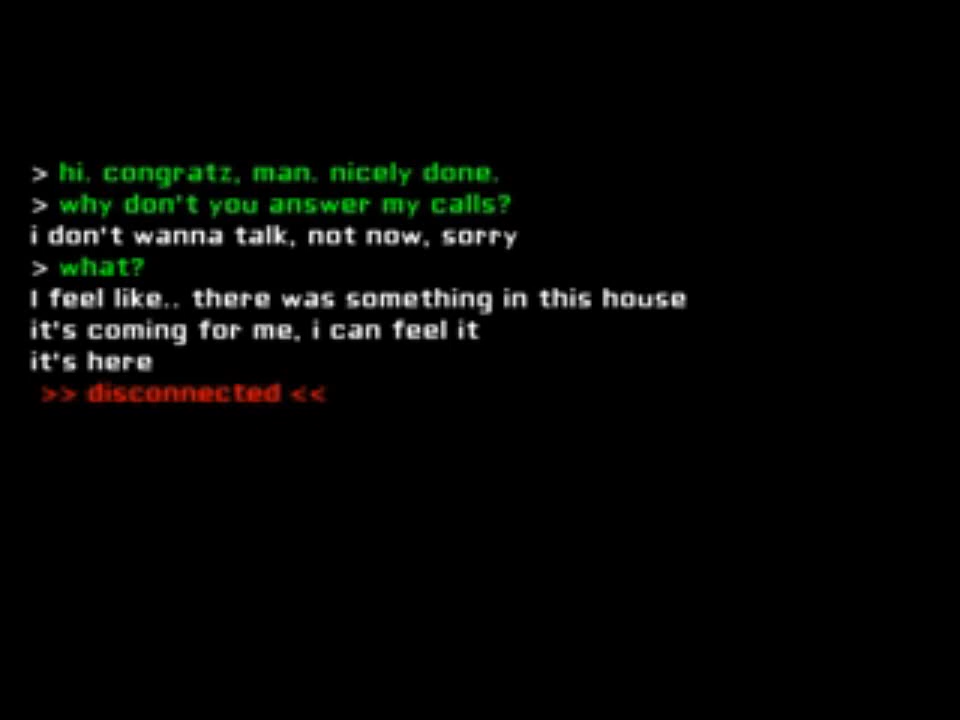 > hi. congratz, man. nicely done.
> why don't you answer my calls?
i don't wanna talk, not now, sorry
> what?
I feel like.. there was something in this house
it's coming for me, i can feel it
it's here
>> disconnected <<